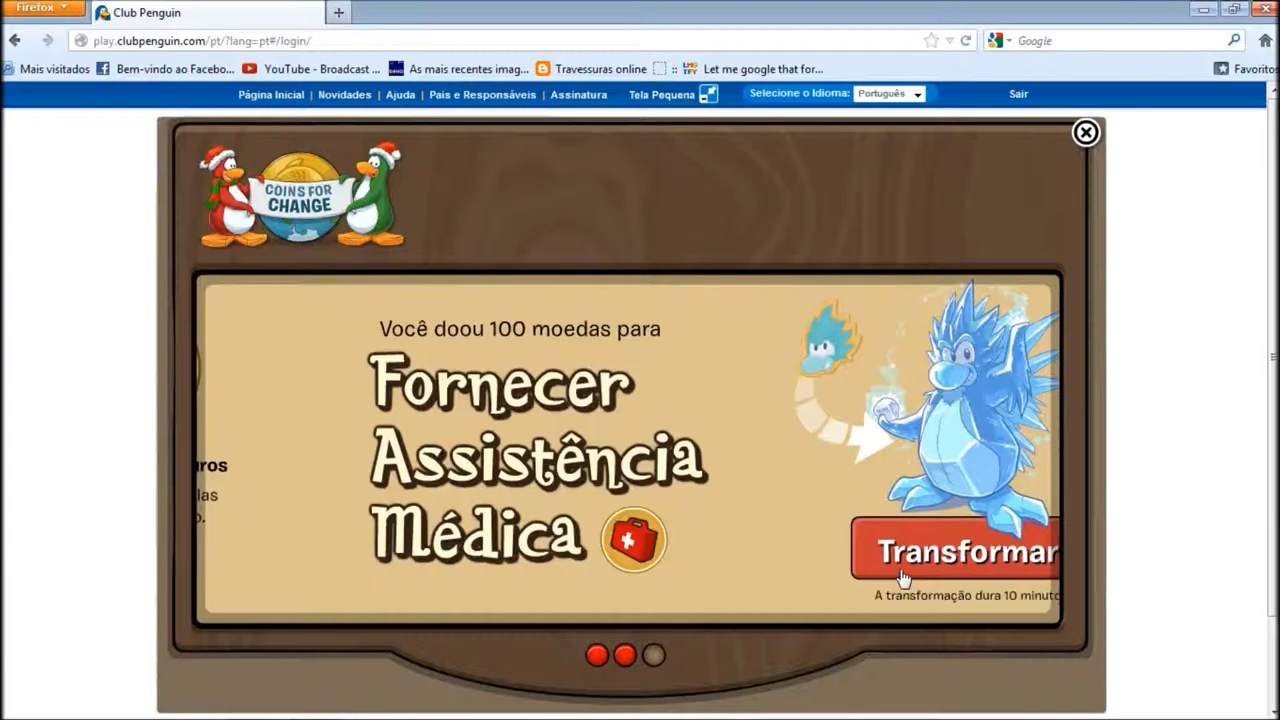 Firefox
Club Penguin
play.clubpenguin.com/pt/?lang=pt#/login/
Google
Mais visitados
Bem-vindo ao Facebo...
YouTube - Broadcast ...
As mais recentes imag...
Travessuras online
Let me google that for...
Favoritos
Página Inicial | Novidades | Ajuda | Pais e Responsáveis | Assinatura
Tela Pequena
Selecione o Idioma:
Português
Sair
COINS FOR
CHANGE
Você doou 100 moedas para
Fornecer
Assistência
Médica
uros
las
o.
Transformar
A transformação dura 10 minuto